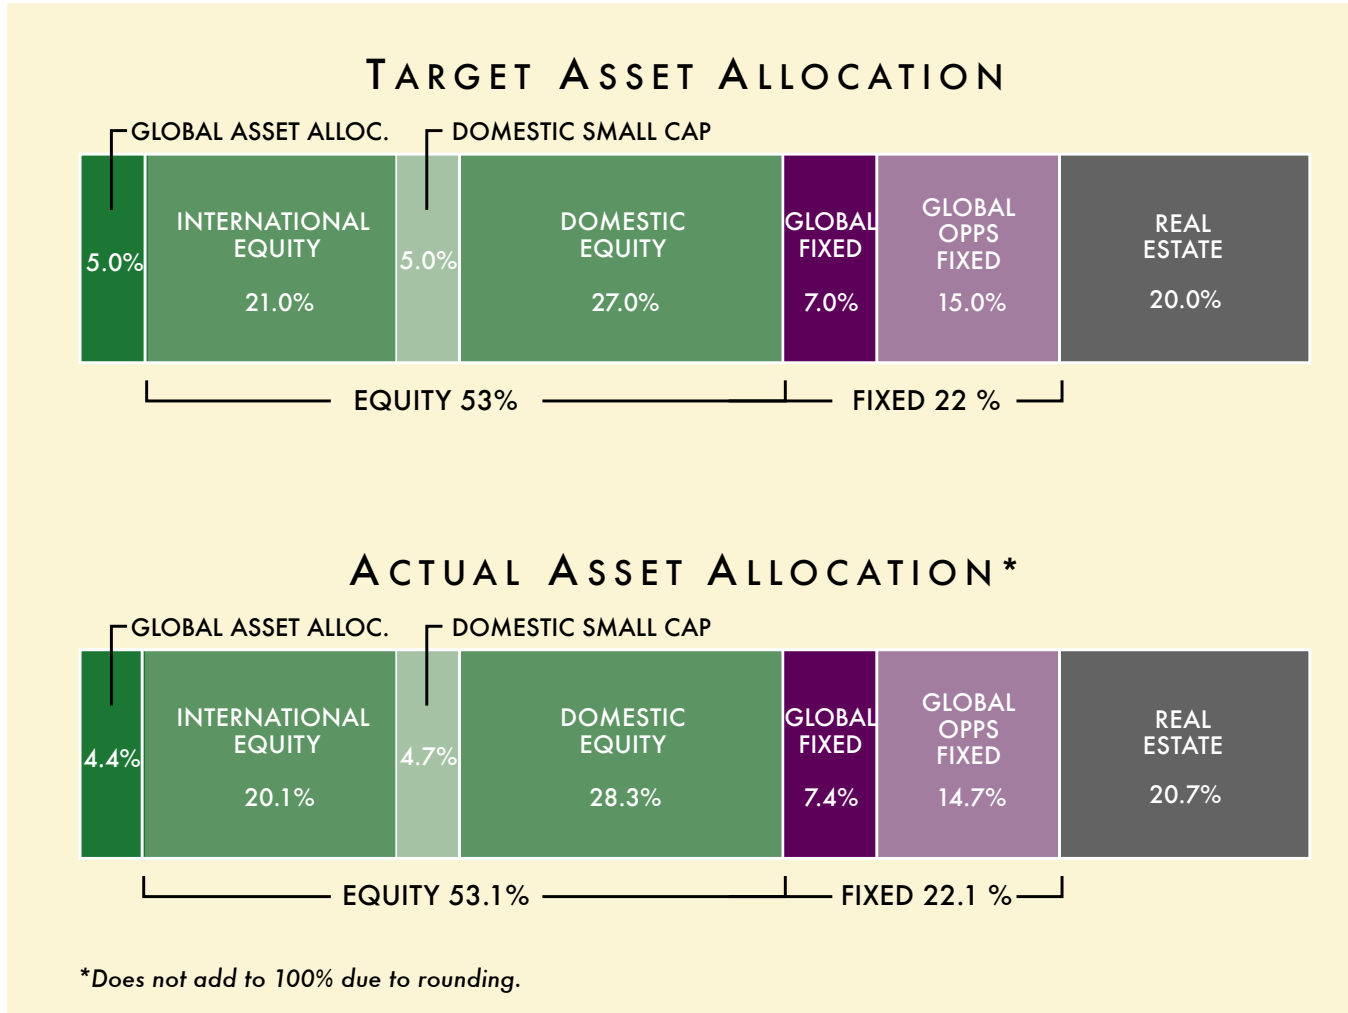 TARGET ASSET ALLOCATION
GLOBAL ASSET ALLOC.
DOMESTIC SMALL CAP
5.0%
INTERNATIONAL
EQUITY
21.0%
5.0%
DOMESTIC
EQUITY
27.0%
GLOBAL
FIXED
7.0%
GLOBAL
OPPS
FIXED
15.0%
REAL
ESTATE
20.0%
EQUITY 53%
FIXED 22 %
ACTUAL ASSET ALLOCATION*
GLOBAL ASSET ALLOC.
DOMESTIC SMALL CAP
4.4%
INTERNATIONAL
EQUITY
20.1%
4.7%
DOMESTIC
EQUITY
28.3%
GLOBAL
FIXED
7.4%
GLOBAL
OPPS
FIXED
14.7%
REAL
ESTATE
20.7%
EQUITY 53.1%
FIXED 22.1 %
*Does not add to 100% due to rounding.